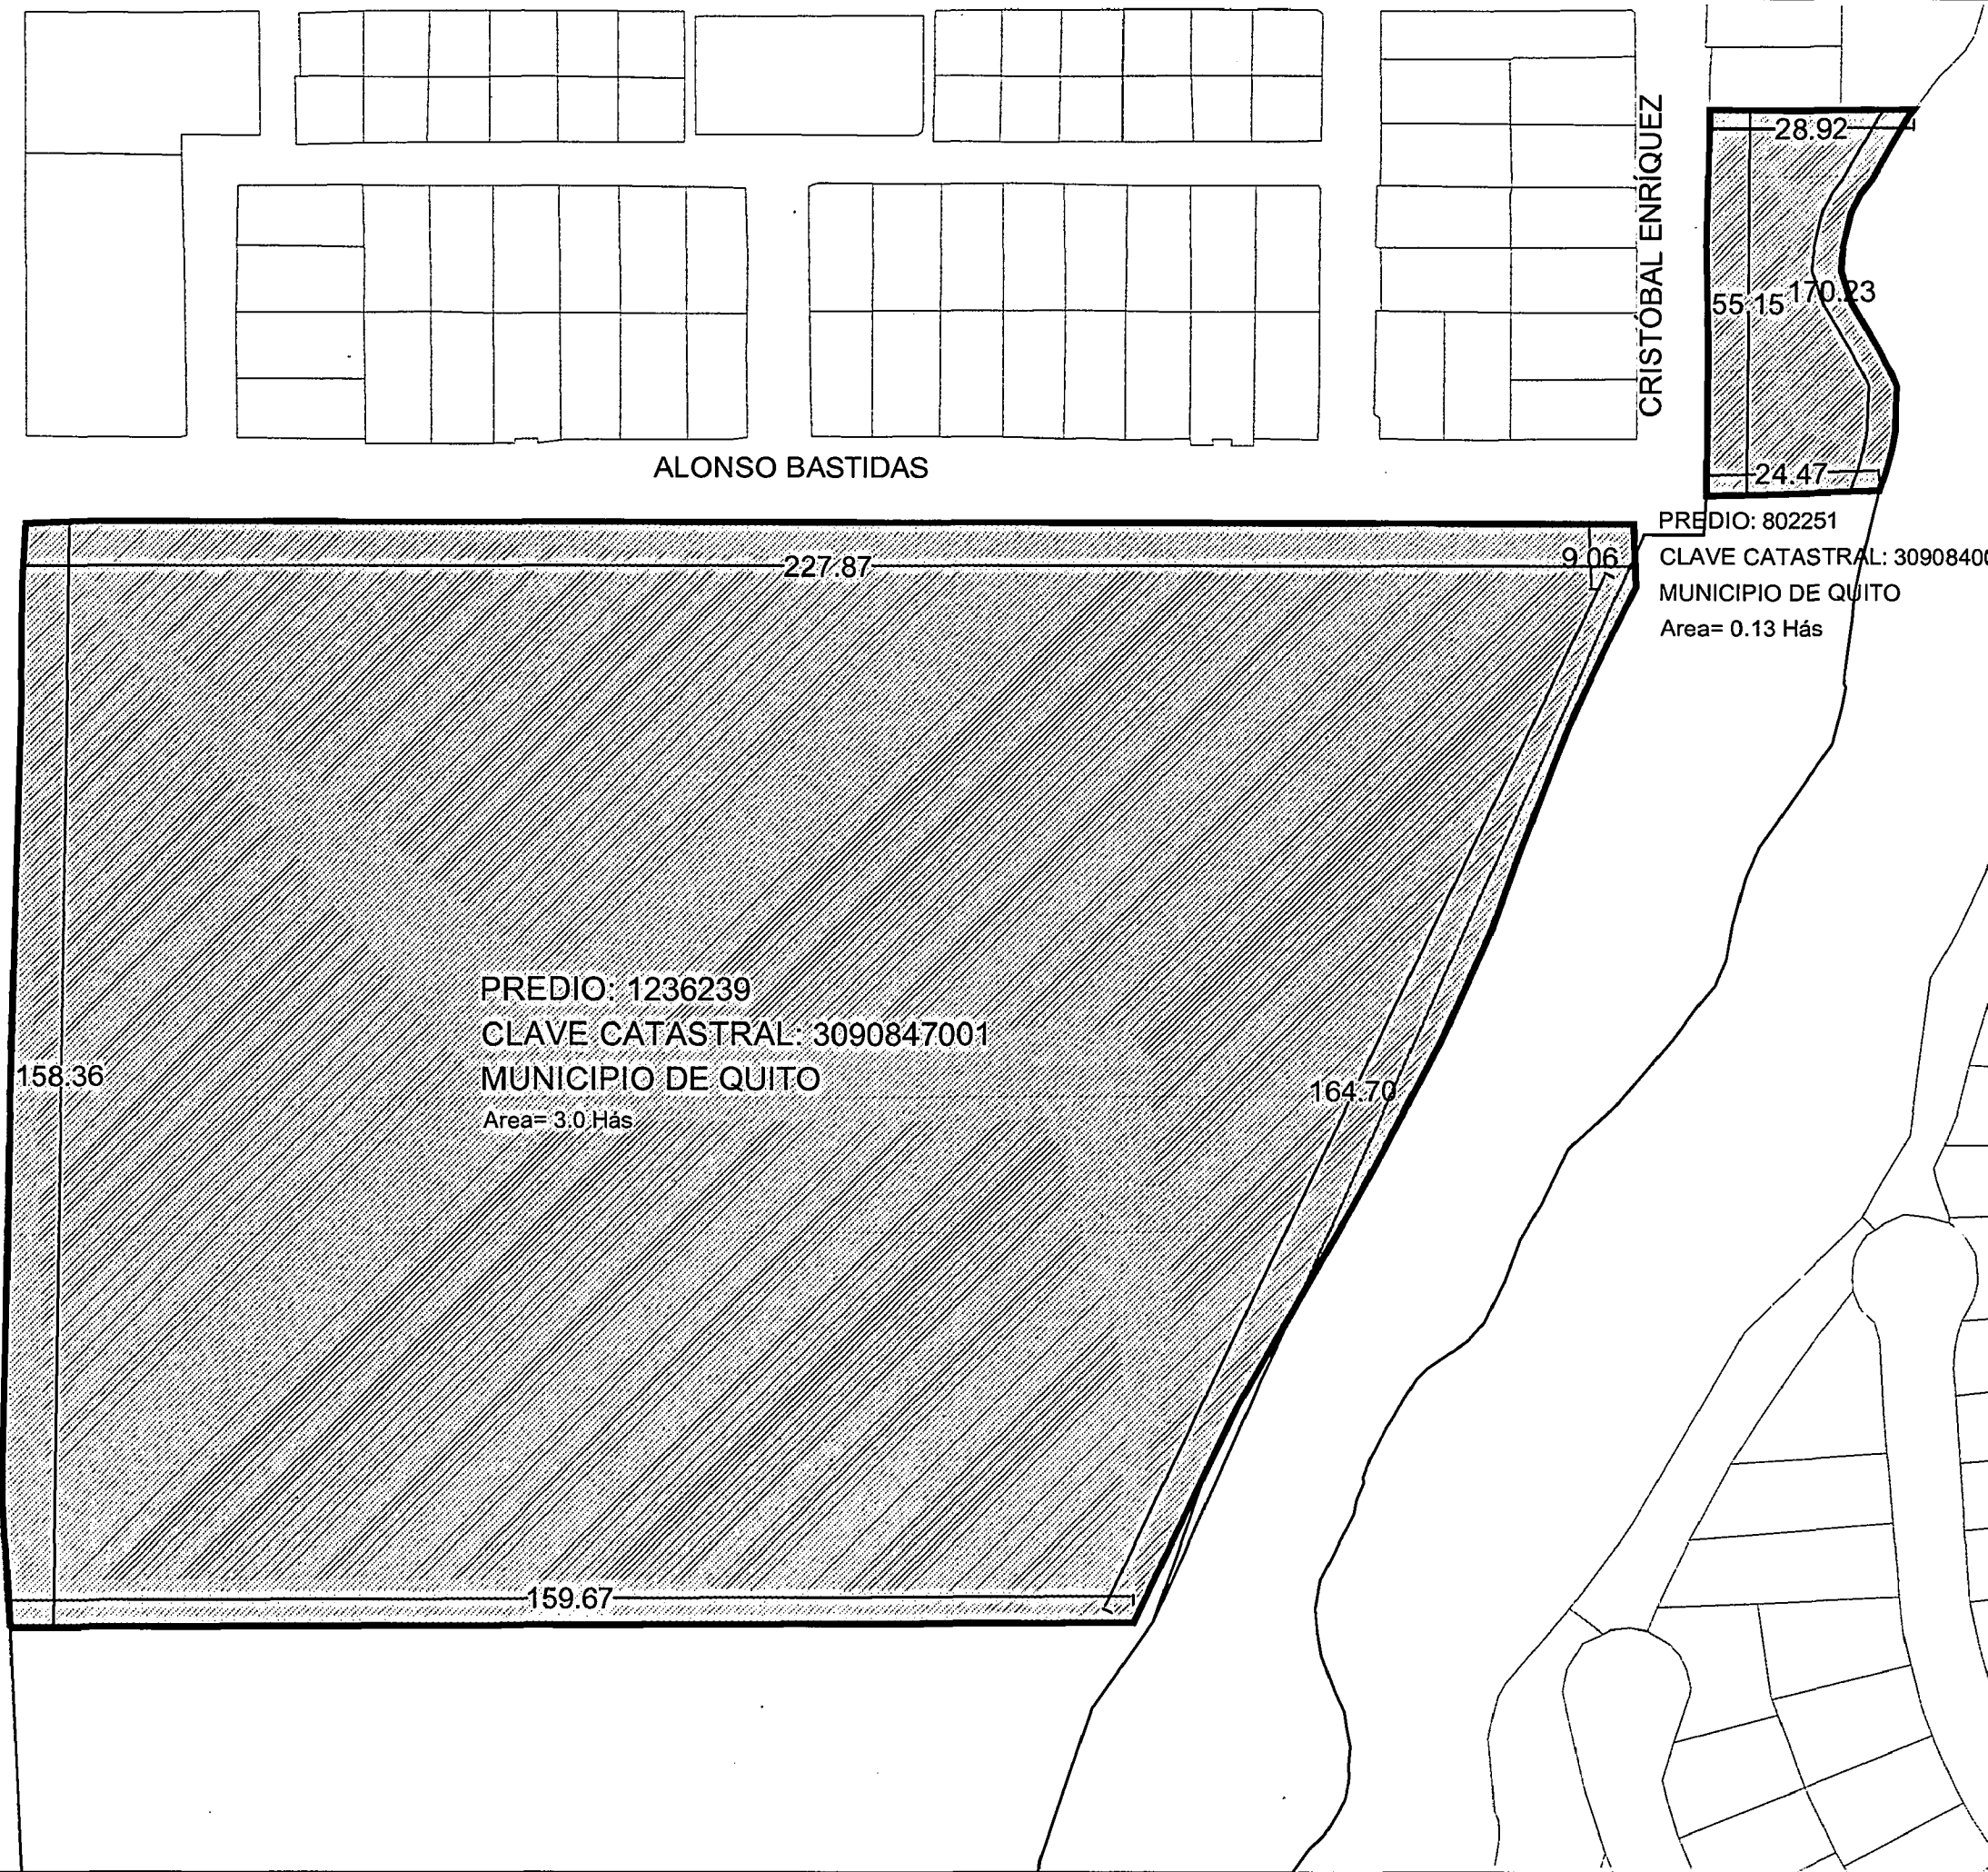 CRISTOBAL ENRÍQUEZ
28.92
55.15
170.23
24.47
ALONSO BASTIDAS
PREDIO: 802251
CLAVE CATASTRAL: 30908400
MUNICIPIO DE QUITO
Area= 0.13 Hás
227.87
9.06
PREDIO: 1236239
CLAVE CATASTRAL: 3090847001
MUNICIPIO DE QUITO
Area= 3.0 Hás
158.36
164.70
159.67